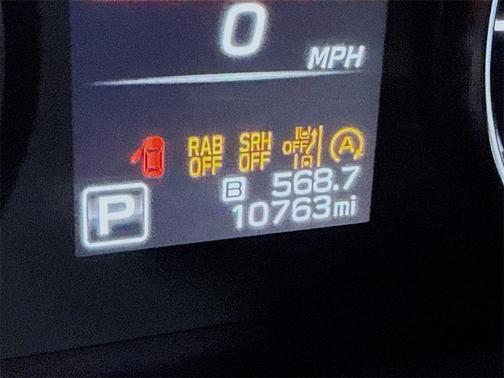 0
MPH
RAB SRH
OFF OFF OFF A
B 568.7
P 10763mi